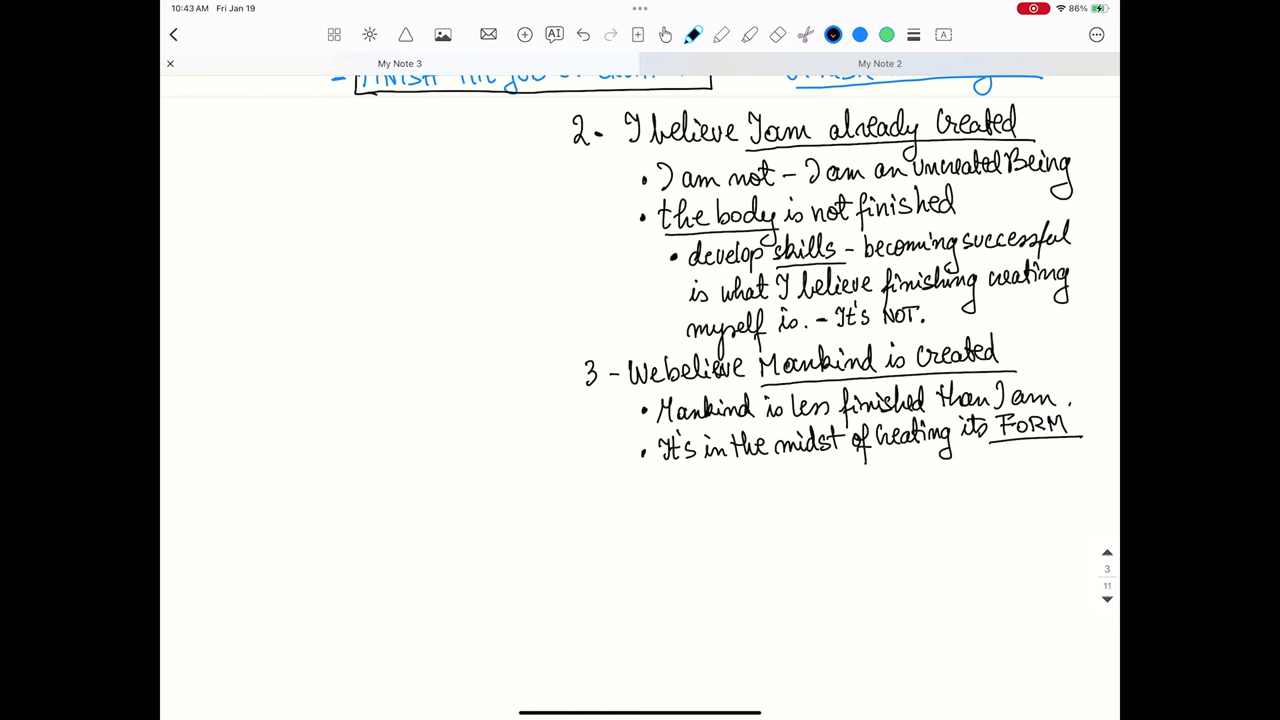 10:43 AM Fri Jan 19
86%
AI
A
My Note 3
My Note 2
- FINISH
2. I believe I am already created
• I am not - I am an uncreated Being
• the body is not finished
• develop skills - becoming successful
is what I believe finishing creating
myself is. - It's NOT.
3 - We believe Mankind is created
• Mankind is less finished than I am.
• It's in the midst of creating its FORM
3
11